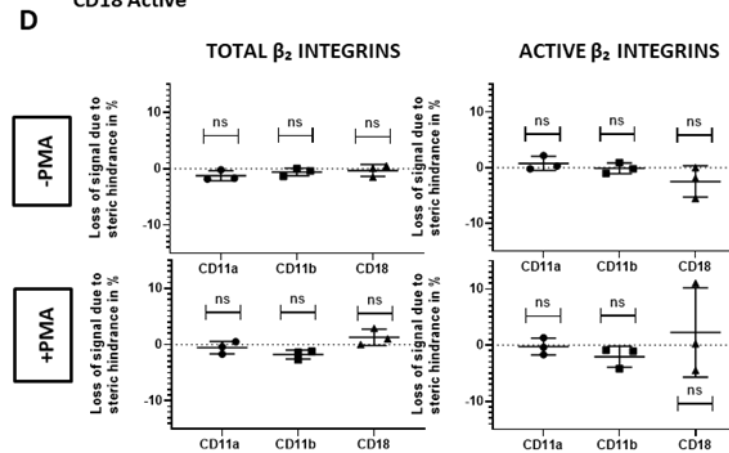 CD18 Active
D
TOTAL β₂ INTEGRINS
ACTIVE β₂ INTEGRINS
-PMA
Loss of signal due to
steric hindrance in %
10
0
-10
ns
ns
ns
CD11a
CD11b
CD18
Loss of signal due to
steric hindrance in %
10
0
-10
ns
ns
ns
CD11a
CD11b
CD18
+PMA
Loss of signal due to
steric hindrance in %
10
0
-10
ns
ns
ns
CD11a
CD11b
CD18
Loss of signal due to
steric hindrance in %
10
0
-10
ns
ns
ns
CD11a
CD11b
CD18